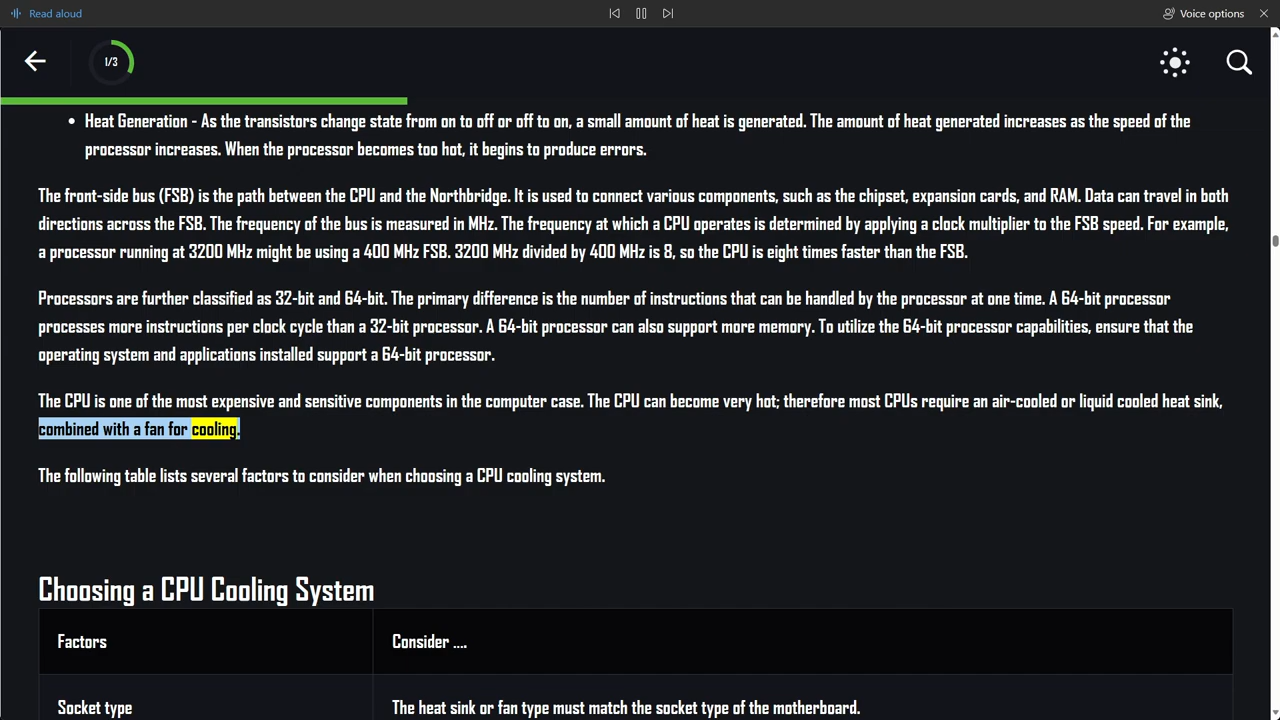 Read aloud
Voice options
1/3
• Heat Generation - As the transistors change state from on to off or off to on, a small amount of heat is generated. The amount of heat generated increases as the speed of the
processor increases. When the processor becomes too hot, it begins to produce errors.
The front-side bus (FSB) is the path between the CPU and the Northbridge. It is used to connect various components, such as the chipset, expansion cards, and RAM. Data can travel in both
directions across the FSB. The frequency of the bus is measured in MHz. The frequency at which a CPU operates is determined by applying a clock multiplier to the FSB speed. For example,
a processor running at 3200 MHz might be using a 400 MHz FSB. 3200 MHz divided by 400 MHz is 8, so the CPU is eight times faster than the FSB.
Processors are further classified as 32-bit and 64-bit. The primary difference is the number of instructions that can be handled by the processor at one time. A 64-bit processor
processes more instructions per clock cycle than a 32-bit processor. A 64-bit processor can also support more memory. To utilize the 64-bit processor capabilities, ensure that the
operating system and applications installed support a 64-bit processor.
The CPU is one of the most expensive and sensitive components in the computer case. The CPU can become very hot; therefore most CPUs require an air-cooled or liquid cooled heat sink,
combined with a fan for cooling.
The following table lists several factors to consider when choosing a CPU cooling system.
Choosing a CPU Cooling System
Factors
Consider ....
Socket type
The heat sink or fan type must match the socket type of the motherboard.